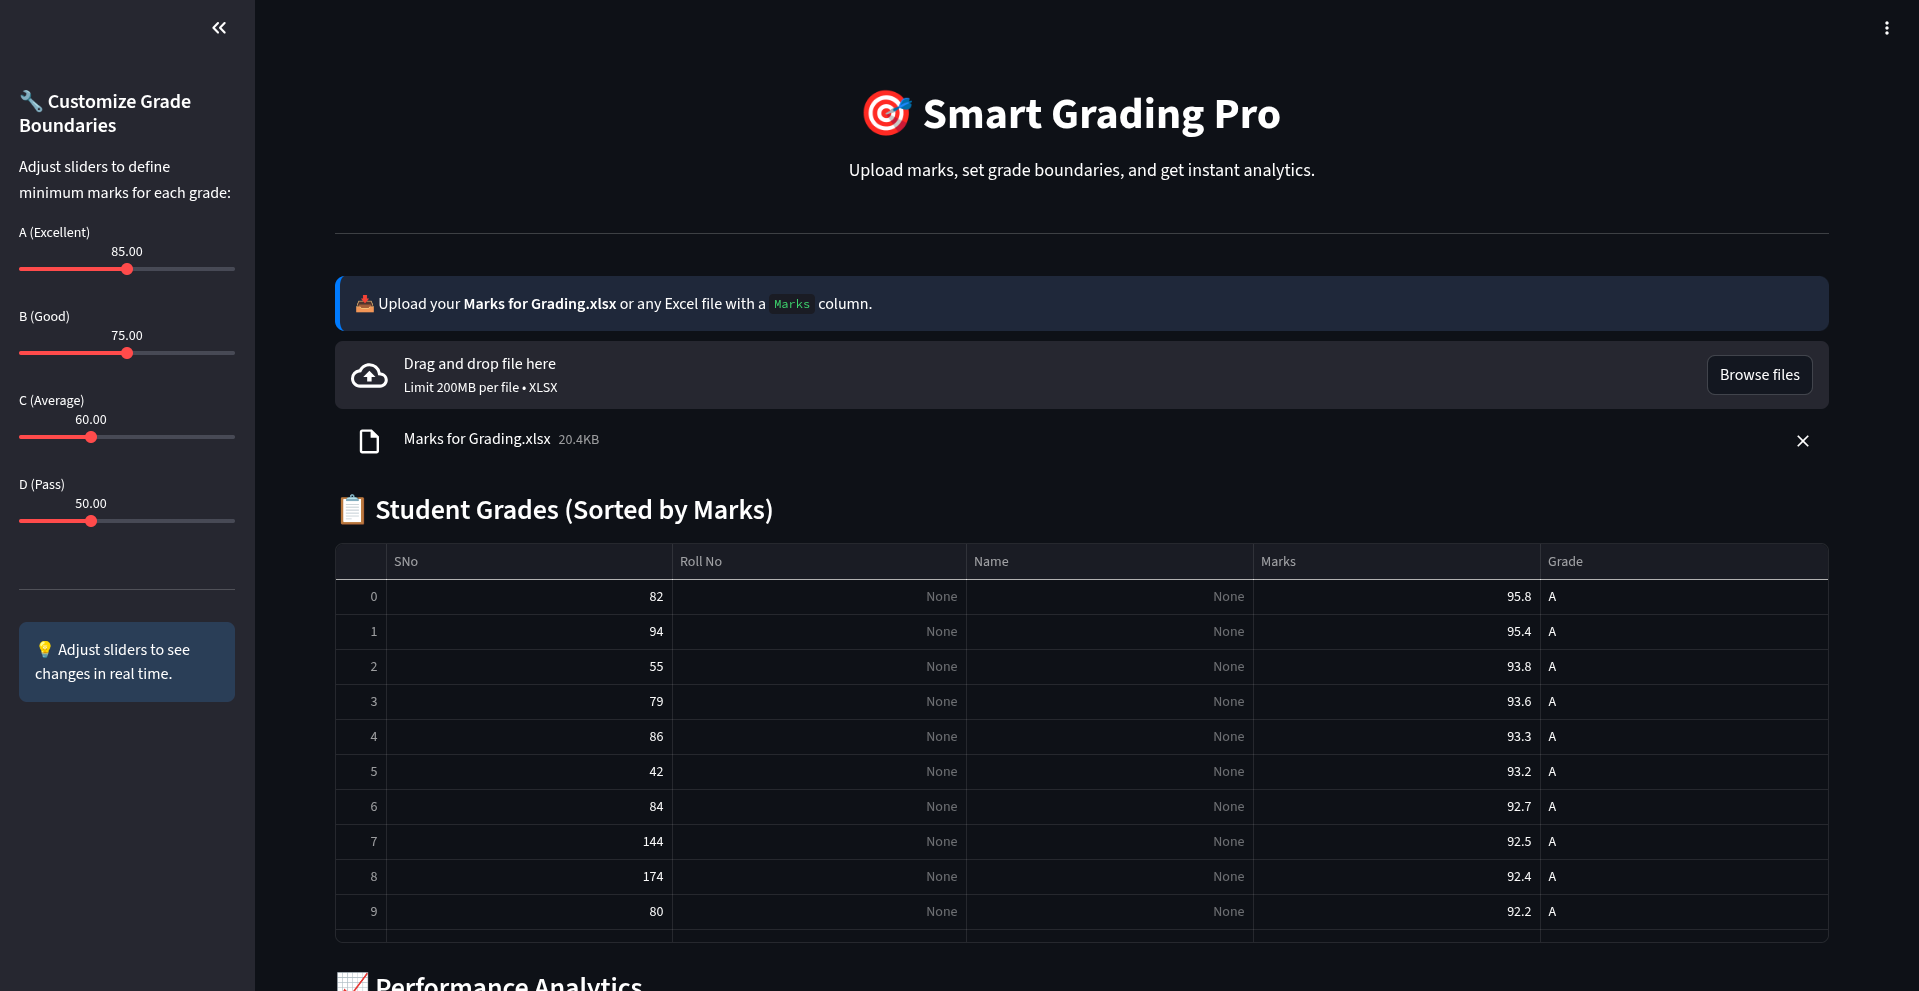 🔧 Customize Grade
Boundaries
Adjust sliders to define
minimum marks for each grade:
A (Excellent)
85.00
B (Good)
75.00
C (Average)
60.00
D (Pass)
50.00
💡 Adjust sliders to see
changes in real time.
🎯 Smart Grading Pro
Upload marks, set grade boundaries, and get instant analytics.
📥 Upload your Marks for Grading.xlsx or any Excel file with a Marks column.
Drag and drop file here
Limit 200MB per file • XLSX
Browse files
Marks for Grading.xlsx 20.4KB
📋 Student Grades (Sorted by Marks)
SNo Roll No Name Marks Grade
0 82 None None 95.8 A
1 94 None None 95.4 A
2 55 None None 93.8 A
3 79 None None 93.6 A
4 86 None None 93.3 A
5 42 None None 93.2 A
6 84 None None 92.7 A
7 144 None None 92.5 A
8 174 None None 92.4 A
9 80 None None 92.2 A
📈 Performance Analytics